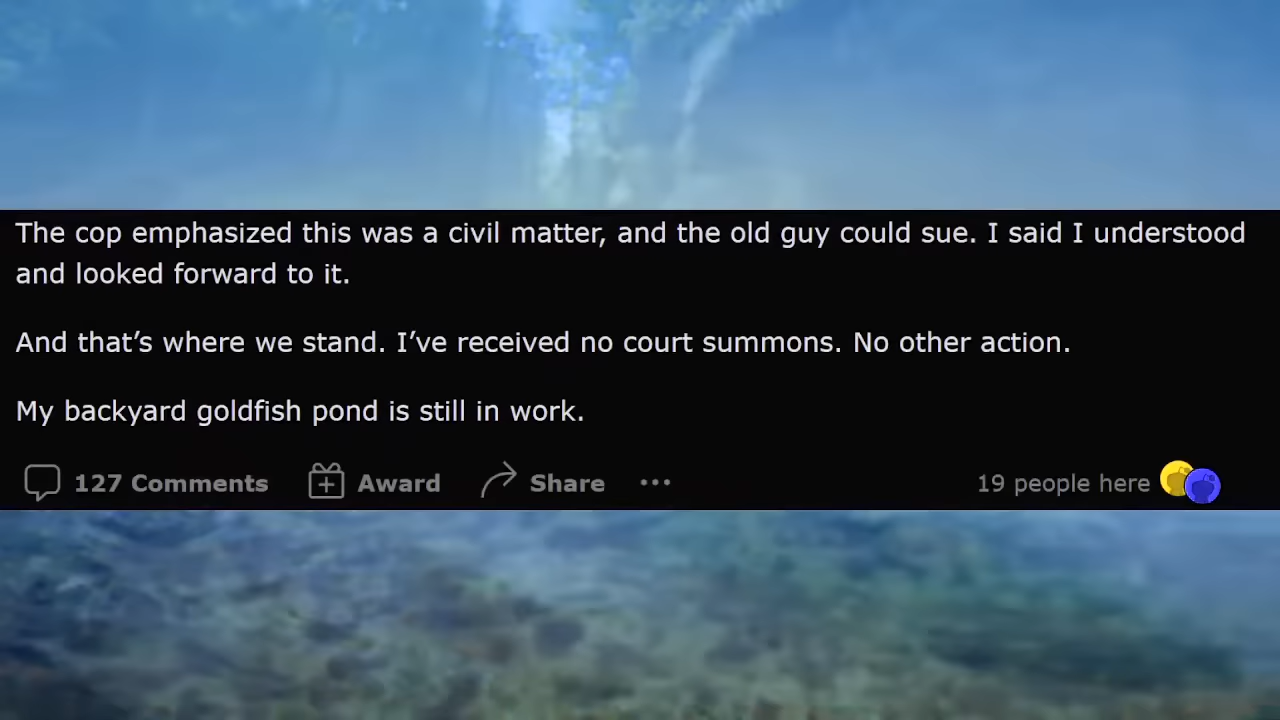 The cop emphasized this was a civil matter, and the old guy could sue. I said I understood
and looked forward to it.
And that’s where we stand. I’ve received no court summons. No other action.
My backyard goldfish pond is still in work.
127 Comments Award Share ••• 19 people here